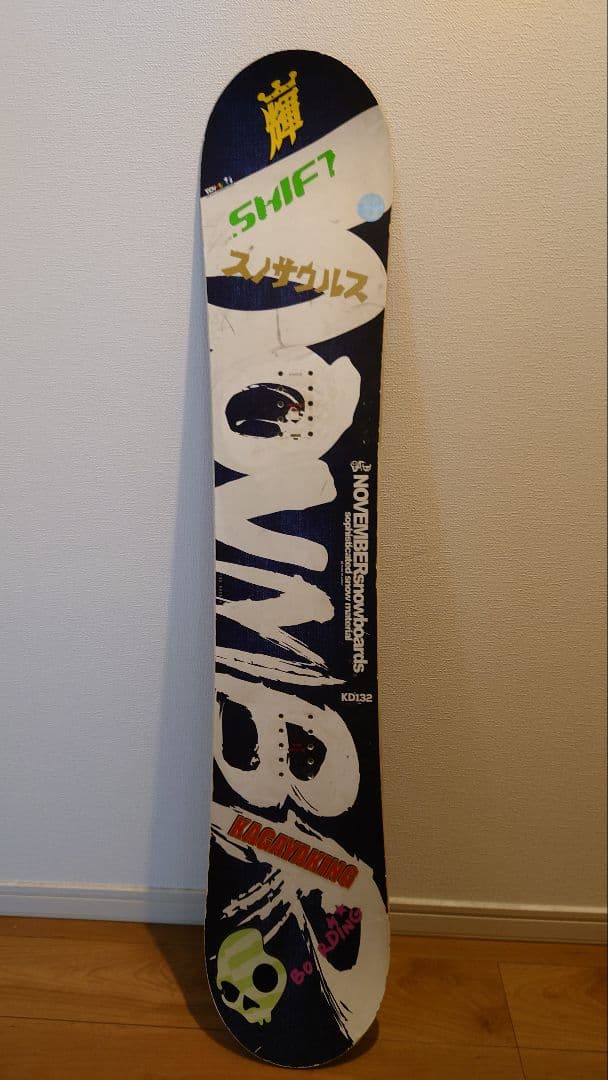 輝
SHIFT
スノサウルス
NOVEMBERsnowboards
sophisticated snow material
KD132
KAGAYAKING
BOARDING